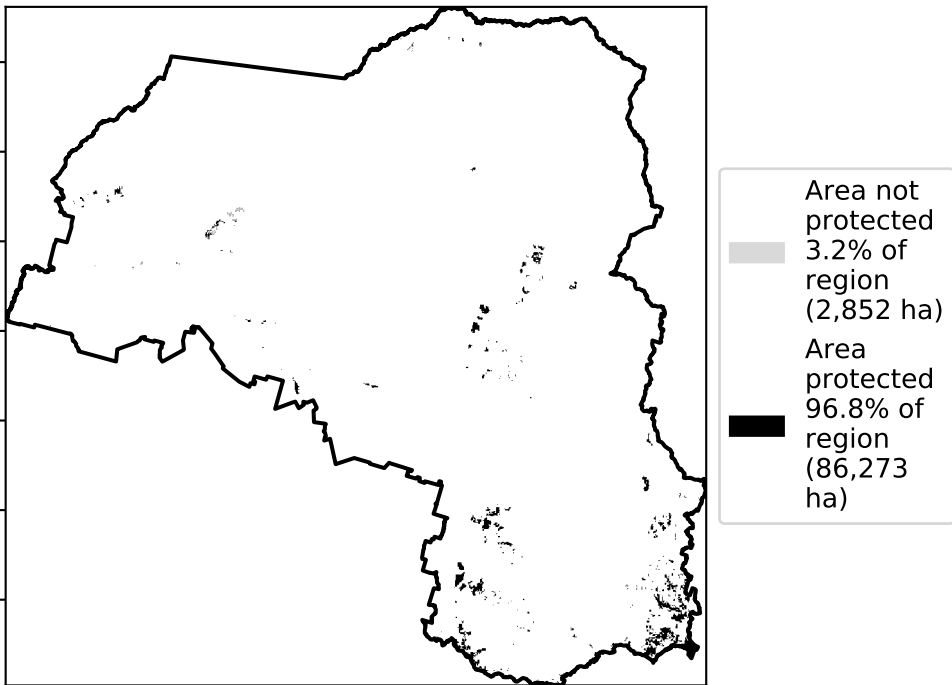 Area not
protected
3.2% of
region
(2,852 ha)
Area
protected
96.8% of
region
(86,273
ha)